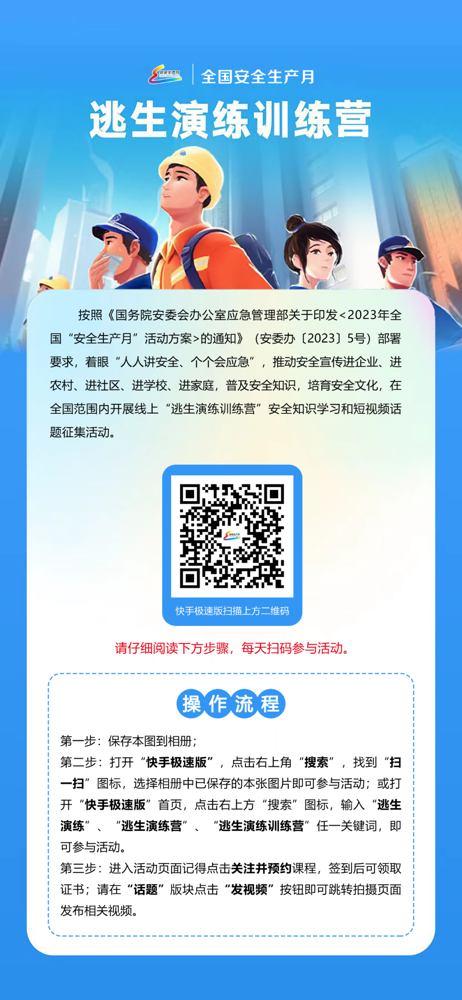 安全生产月
全国安全生产月
逃生演练训练营
按照《国务院安委会办公室应急管理部关于印发<2023年全
国“安全生产月”活动方案>的通知》（安委办〔2023〕5号）部署
要求，着眼“人人讲安全、个个会应急”，推动安全宣传进企业、进
农村、进社区、进学校、进家庭，普及安全知识，培育安全文化，在
全国范围内开展线上“逃生演练训练营”安全知识学习和短视频话
题征集活动。
安全生产月
快手极速版扫描上方二维码
请仔细阅读下方步骤，每天扫码参与活动。
操作流程
第一步：保存本图到相册；
第二步：打开“快手极速版”，点击右上角“搜索”，找到“扫
一扫”图标，选择相册中已保存的本张图片即可参与活动；或打
开“快手极速版”首页，点击右上方“搜索”图标，输入“逃生
演练”、“逃生演练营”、“逃生演练训练营”任一关键词，即
可参与活动。
第三步：进入活动页面记得点击关注并预约课程，签到后可领取
证书；请在“话题”版块点击“发视频”按钮即可跳转拍摄页面
发布相关视频。